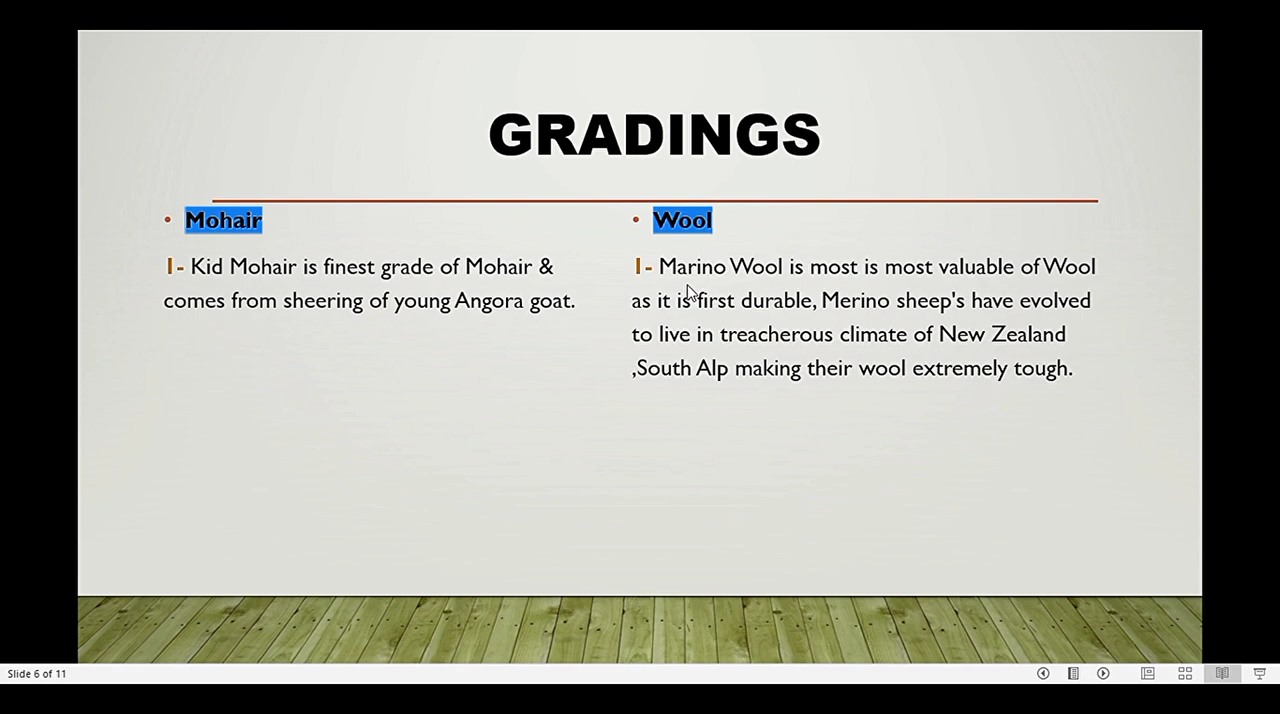 GRADINGS
• Mohair
1- Kid Mohair is finest grade of Mohair &
comes from sheering of young Angora goat.
• Wool
1- Marino Wool is most is most valuable of Wool
as it is first durable, Merino sheep's have evolved
to live in treacherous climate of New Zealand
,South Alp making their wool extremely tough.
Slide 6 of 11